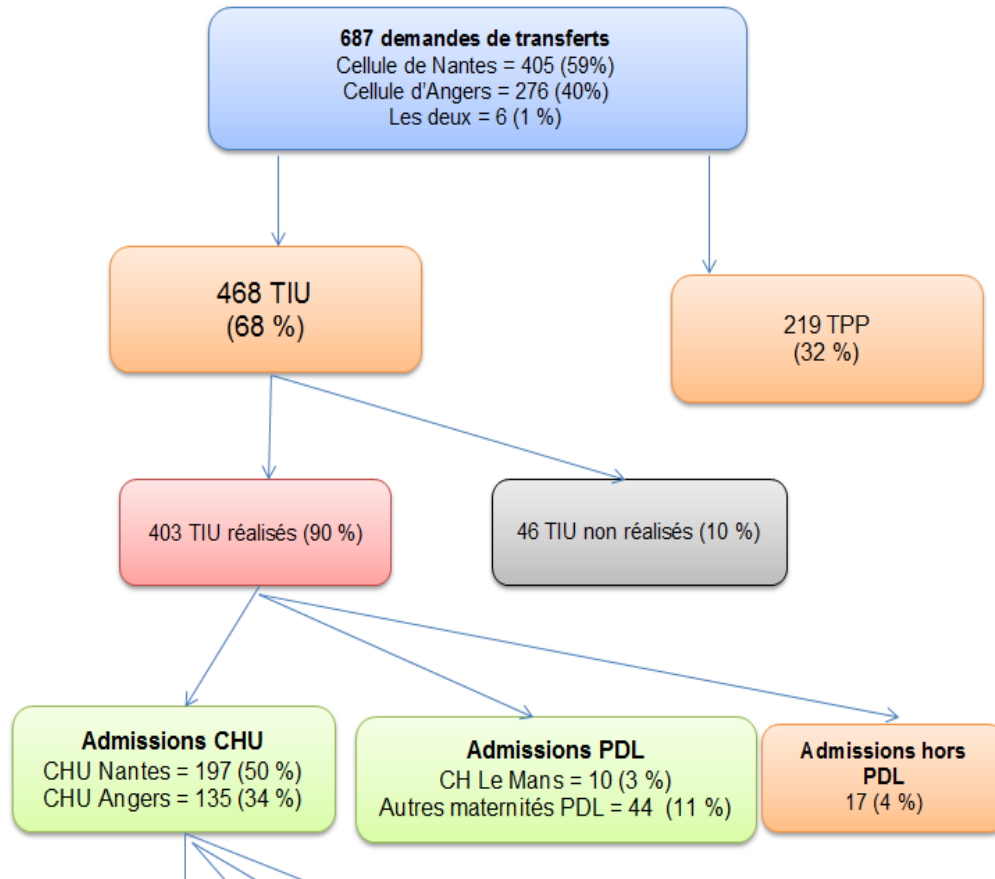 687 demandes de transferts
Cellule de Nantes = 405 (59%)
Cellule d'Angers = 276 (40%)
Les deux = 6 (1 %)
468 TIU
(68 %)
219 TPP
(32 %)
403 TIU réalisés (90 %)
46 TIU non réalisés (10 %)
Admissions CHU
CHU Nantes = 197 (50 %)
CHU Angers = 135 (34 %)
Admissions PDL
CH Le Mans = 10 (3 %)
Autres maternités PDL = 44 (11 %)
Admissions hors
PDL
17 (4 %)